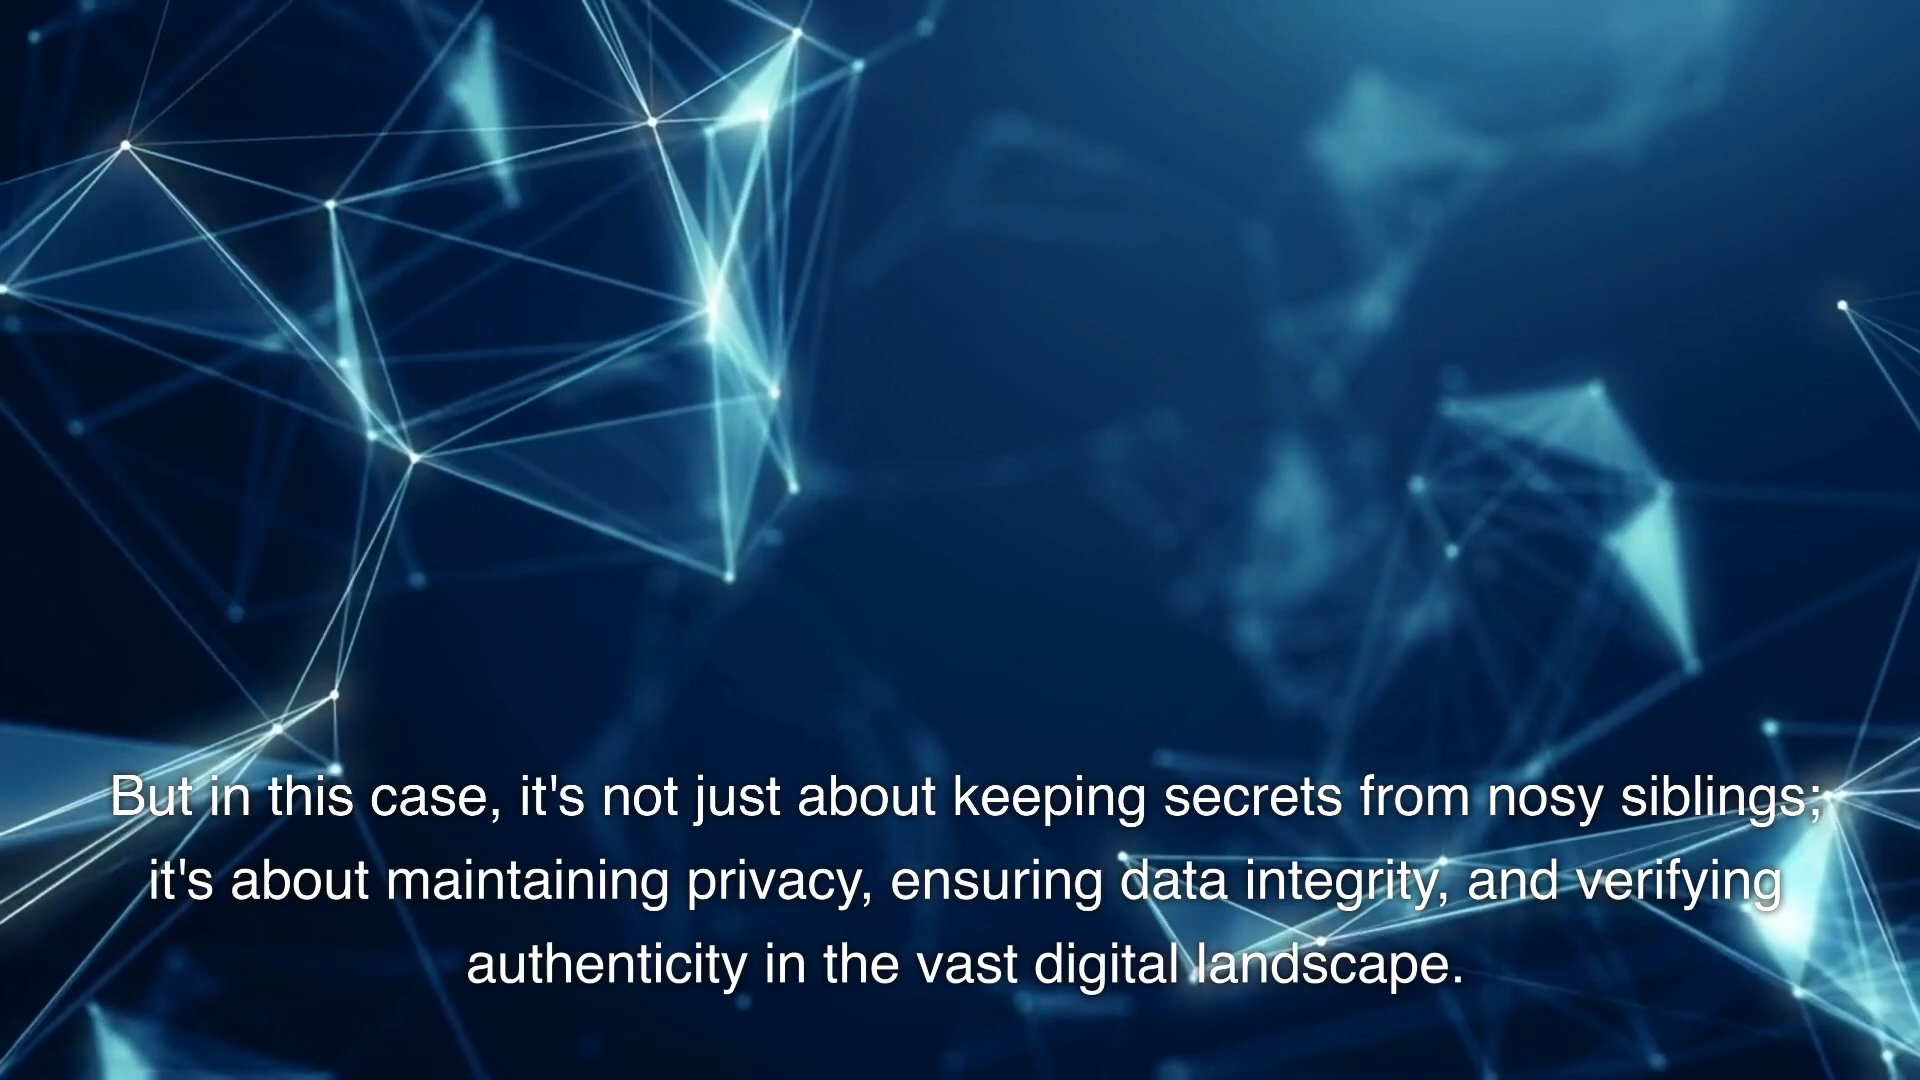 But in this case, it's not just about keeping secrets from nosy siblings;
it's about maintaining privacy, ensuring data integrity, and verifying
authenticity in the vast digital landscape.